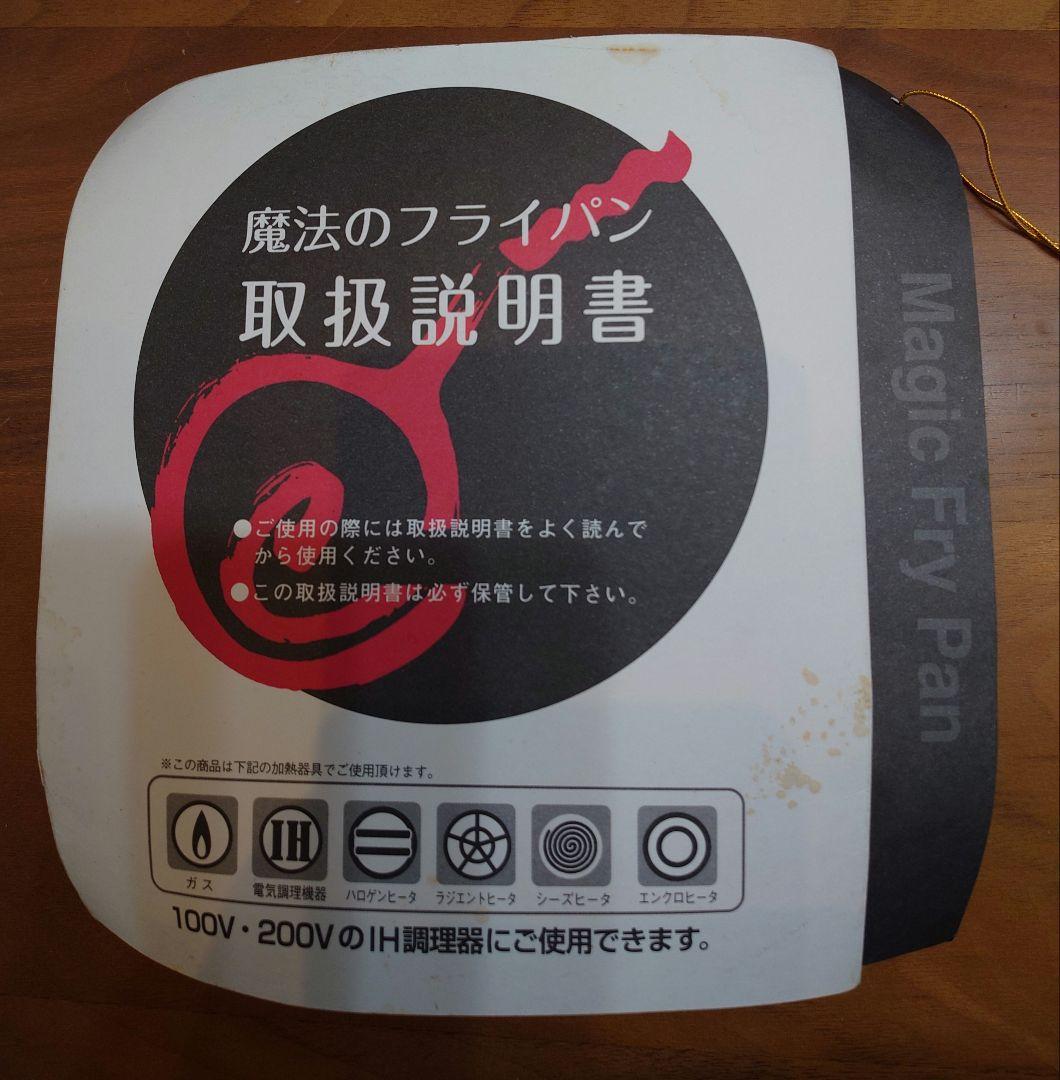 魔法のフライパン
取扱説明書
●ご使用の際には取扱説明書をよく読んで
から使用ください。
●この取扱説明書は必ず保管して下さい。
※この商品は下記の加熱器具でご使用頂けます。
IH
ガス 電気調理機器 ハロゲンヒータ ラジエントヒータ シーズヒータ エンクロヒータ
100V・200VのIH調理器にご使用できます。
Magic Fry Pan